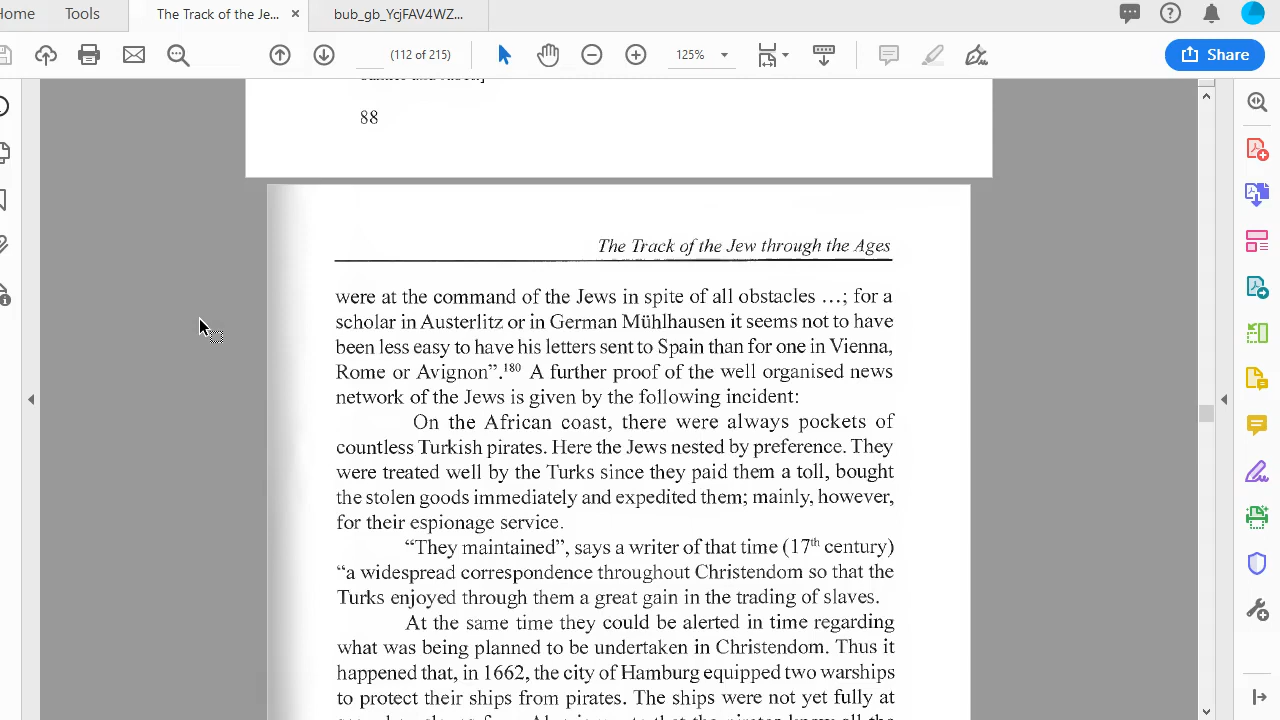 Home
Tools
The Track of the Je...
bub_gb_YcjFAV4WZ...
(112 of 215)
125%
Share
88
The Track of the Jew through the Ages
were at the command of the Jews in spite of all obstacles …; for a
scholar in Austerlitz or in German Mühlhausen it seems not to have
been less easy to have his letters sent to Spain than for one in Vienna,
Rome or Avignon”.180 A further proof of the well organised news
network of the Jews is given by the following incident:
On the African coast, there were always pockets of
countless Turkish pirates. Here the Jews nested by preference. They
were treated well by the Turks since they paid them a toll, bought
the stolen goods immediately and expedited them; mainly, however,
for their espionage service.
“They maintained”, says a writer of that time (17th century)
“a widespread correspondence throughout Christendom so that the
Turks enjoyed through them a great gain in the trading of slaves.
At the same time they could be alerted in time regarding
what was being planned to be undertaken in Christendom. Thus it
happened that, in 1662, the city of Hamburg equipped two warships
to protect their ships from pirates. The ships were not yet fully at